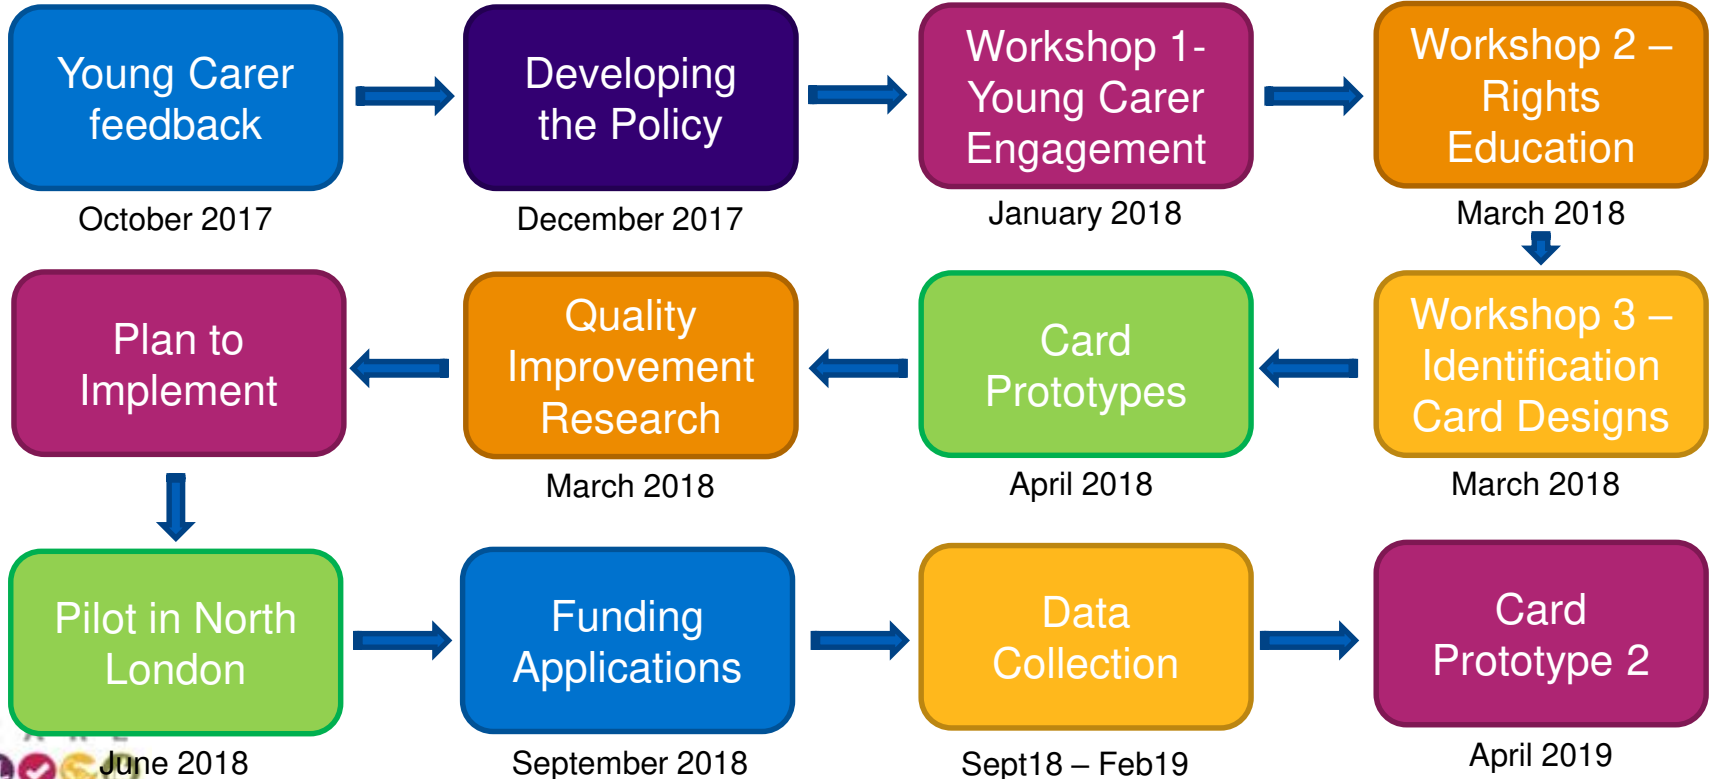 Young Carer
feedback
October 2017
Developing
the Policy
December 2017
Workshop 1-
Young Carer
Engagement
January 2018
Workshop 2 –
Rights
Education
March 2018
Workshop 3 –
Identification
Card Designs
March 2018
Card
Prototypes
April 2018
Quality
Improvement
Research
March 2018
Plan to
Implement
Pilot in North
London
June 2018
Funding
Applications
September 2018
Data
Collection
Sept18 – Feb19
Card
Prototype 2
April 2019